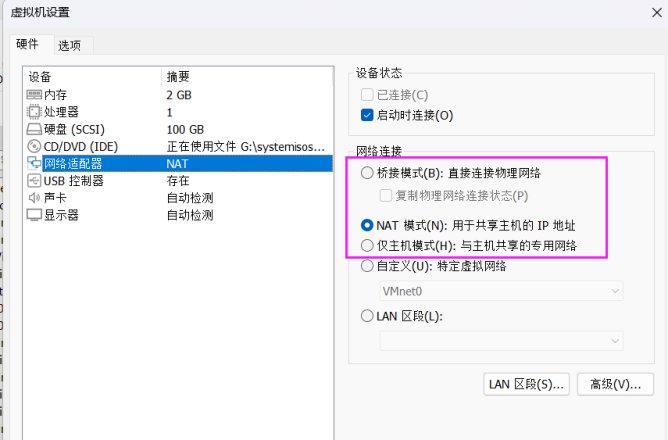 虚拟机设置
硬件 选项
设备 摘要
内存 2 GB
处理器 1
硬盘 (SCSI) 100 GB
CD/DVD (IDE) 正在使用文件 G:\systemisos...
网络适配器 NAT
USB 控制器 存在
声卡 自动检测
显示器 自动检测
设备状态
已连接(C)
启动时连接(O)
网络连接
桥接模式(B): 直接连接物理网络
复制物理网络连接状态(P)
NAT 模式(N): 用于共享主机的 IP 地址
仅主机模式(H): 与主机共享的专用网络
自定义(U): 特定虚拟网络
VMnet0
LAN 区段(L):
LAN 区段(S)... 高级(V)...